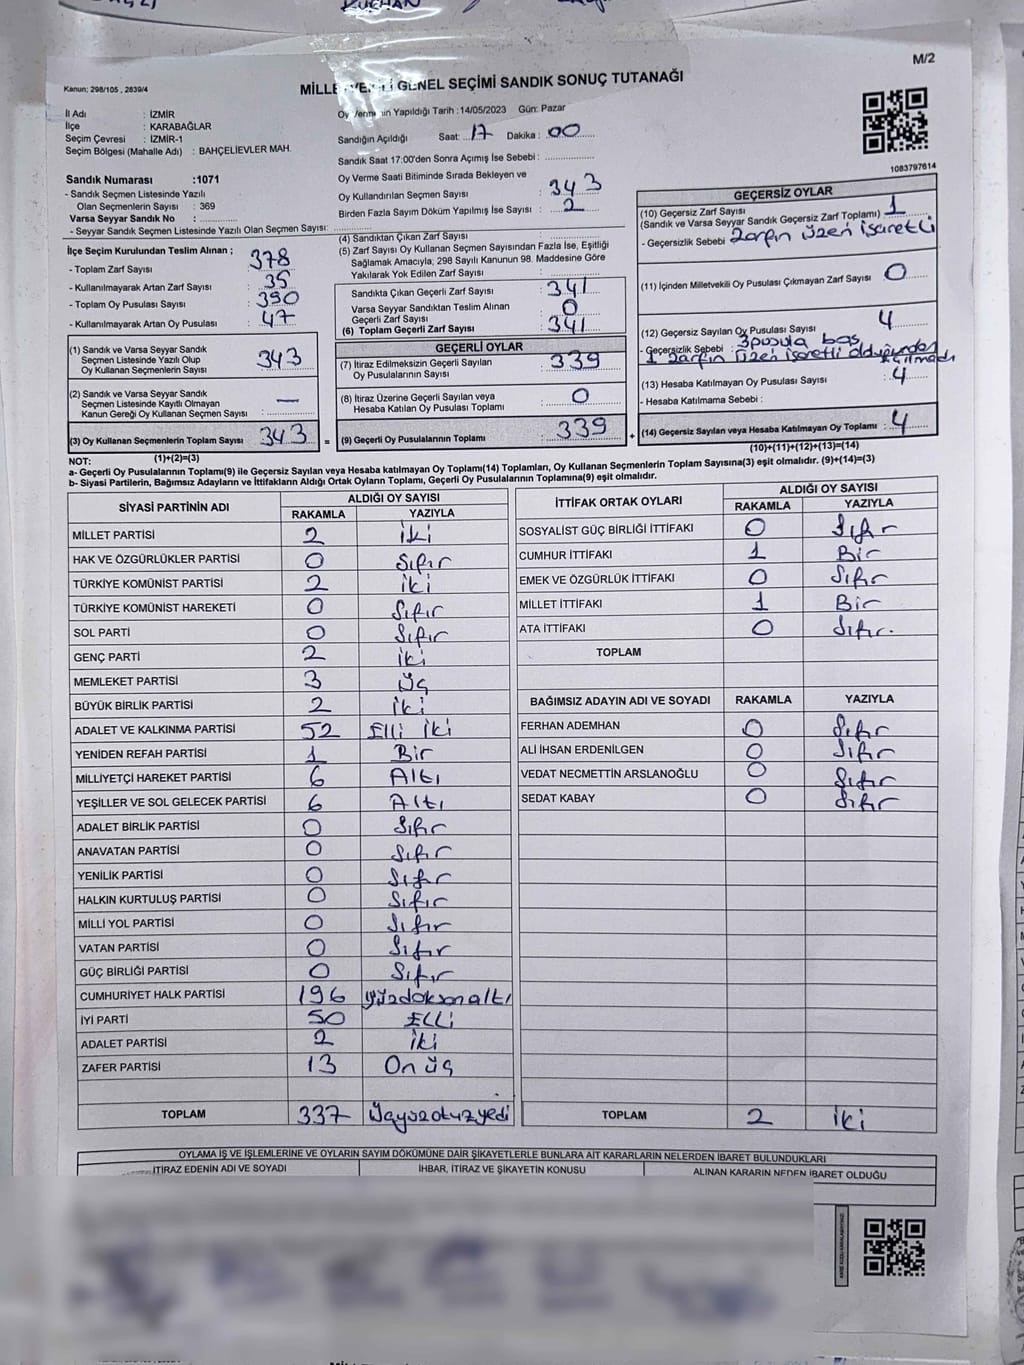 M/2
Kanun; 298/105 , 2839/4
GENEL SEÇİMİ SANDIK SONUÇ TUTANAĞI
İl Adı : İZMİR
İlçe : KARABAĞLAR
Seçim Çevresi : İZMİR-1
Seçim Bölgesi (Mahalle Adı) : BAHÇELİEVLER MAH.
Sandık Numarası :1071
- Sandık Seçmen Listesinde Yazılı
Olan Seçmenlerin Sayısı : 369
Varsa Seyyar Sandık No :
- Seyyar Sandık Seçmen Listesinde Yazılı Olan Seçmen Sayısı:
Yapıldığı Tarih :14/05/2023 Gün: Pazar
Sandığın Açıldığı Saat: 17 Dakika : 00
Sandık Saat 17:00'den Sonra Açımış İse Sebebi :
Oy Verme Saati Bitiminde Sırada Bekleyen ve
Oy Kullandırılan Seçmen Sayısı : 343
Birden Fazla Sayım Döküm Yapılmış İse Sayısı : 2
1083797614
İlçe Seçim Kurulundan Teslim Alınan ;
- Toplam Zarf Sayısı : 378
- Kullanılmayarak Artan Zarf Sayısı : 35
- Toplam Oy Pusulası Sayısı : 390
- Kullanılmayarak Artan Oy Pusulası : 47
(1) Sandık ve Varsa Seyyar Sandık
Seçmen Listesinde Yazılı Olup
Oy Kullanan Seçmenlerin Sayısı : 343
(2) Sandık ve Varsa Seyyar Sandık
Seçmen Listesinde Kayıtlı Olmayan
Kanun Gereği Oy Kullanan Seçmen Sayısı : —
(3) Oy Kullanan Seçmenlerin Toplam Sayısı 343 =
(1)+(2)=(3)
(4) Sandıktan Çıkan Zarf Sayısı :
(5) Zarf Sayısı Oy Kullanan Seçmen Sayısından Fazla İse, Eşitliği
Sağlamak Amacıyla; 298 Sayılı Kanunun 98. Maddesine Göre
Yakılarak Yok Edilen Zarf Sayısı :
Sandıkta Çıkan Geçerli Zarf Sayısı : 341
Varsa Seyyar Sandıktan Teslim Alınan
Geçerli Zarf Sayısı : 0
(6) Toplam Geçerli Zarf Sayısı : 341
GEÇERLİ OYLAR
(7) İtiraz Edilmeksizin Geçerli Sayılan
Oy Pusulalarının Sayısı : 339
(8) İtiraz Üzerine Geçerli Sayılan veya
Hesaba Katılan Oy Pusulası Toplamı : 0
(9) Geçerli Oy Pusulalarının Toplamı : 339 +
GEÇERSİZ OYLAR
(10) Geçersiz Zarf Sayısı : 1
(Sandık ve Varsa Seyyar Sandık Geçersiz Zarf Toplamı)
- Geçersizlik Sebebi : Zarfın üzeri işaretli
(11) İçinden Milletvekili Oy Pusulası Çıkmayan Zarf Sayısı : 0
(12) Geçersiz Sayılan Oy Pusulası Sayısı : 4
- Geçersizlik Sebebi : 3 pusula boş
1 zarfın üzeri işaretli olduğundan
(13) Hesaba Katılmayan Oy Pusulası Sayısı : 4
- Hesaba Katılmama Sebebi :
(14) Geçersiz Sayılan veya Hesaba Katılmayan Oy Toplamı : 4
(10)+(11)+(12)+(13)=(14)
NOT:
a- Geçerli Oy Pusulalarının Toplamı(9) ile Geçersiz Sayılan veya Hesaba katılmayan Oy Toplamı(14) Toplamları, Oy Kullanan Seçmenlerin Toplam Sayısına(3) eşit olmalıdır. (9)+(14)=(3)
b- Siyasi Partilerin, Bağımsız Adayların ve İttifakların Aldığı Ortak Oyların Toplamı, Geçerli Oy Pusulalarının Toplamına(9) eşit olmalıdır.
SİYASİ PARTİNİN ADI ALDIĞI OY SAYISI
RAKAMLA YAZIYLA
MİLLET PARTİSİ 2 iki
HAK VE ÖZGÜRLÜKLER PARTİSİ 0 Sıfır
TÜRKİYE KOMÜNİST PARTİSİ 2 iki
TÜRKİYE KOMÜNİST HAREKETİ 0 Sıfır
SOL PARTİ 0 Sıfır
GENÇ PARTİ 2 iki
MEMLEKET PARTİSİ 3 üç
BÜYÜK BİRLİK PARTİSİ 2 iki
ADALET VE KALKINMA PARTİSİ 52 Elli iki
YENİDEN REFAH PARTİSİ 1 Bir
MİLLİYETÇİ HAREKET PARTİSİ 6 Altı
YEŞİLLER VE SOL GELECEK PARTİSİ 6 Altı
ADALET BİRLİK PARTİSİ 0 Sıfır
ANAVATAN PARTİSİ 0 Sıfır
YENİLİK PARTİSİ 0 Sıfır
HALKIN KURTULUŞ PARTİSİ 0 Sıfır
MİLLİ YOL PARTİSİ 0 Sıfır
VATAN PARTİSİ 0 Sıfır
GÜÇ BİRLİĞİ PARTİSİ 0 Sıfır
CUMHURİYET HALK PARTİSİ 196 yüzdoksanaltı
İYİ PARTİ 50 Elli
ADALET PARTİSİ 2 iki
ZAFER PARTİSİ 13 On üç
TOPLAM 337 üçyüzotuzyedi
İTTİFAK ORTAK OYLARI ALDIĞI OY SAYISI
RAKAMLA YAZIYLA
SOSYALİST GÜÇ BİRLİĞİ İTTİFAKI 0 Sıfır
CUMHUR İTTİFAKI 1 Bir
EMEK VE ÖZGÜRLÜK İTTİFAKI 0 Sıfır
MİLLET İTTİFAKI 1 Bir
ATA İTTİFAKI 0 Sıfır.
TOPLAM
BAĞIMSIZ ADAYIN ADI VE SOYADI RAKAMLA YAZIYLA
FERHAN ADEMHAN 0 Sıfır
ALİ İHSAN ERDENİLGEN 0 Sıfır
VEDAT NECMETTİN ARSLANOĞLU 0 Sıfır
SEDAT KABAY 0 Sıfır
TOPLAM 2 iki
OYLAMA İŞ VE İŞLEMLERİNE VE OYLARIN SAYIM DÖKÜMÜNE DAİR ŞİKAYETLERLE BUNLARA AİT KARARLARIN NELERDEN İBARET BULUNDUKLARI
İTİRAZ EDENİN ADI VE SOYADI İHBAR, İTİRAZ VE ŞİKAYETİN KONUSU ALINAN KARARIN NEDEN İBARET OLDUĞU